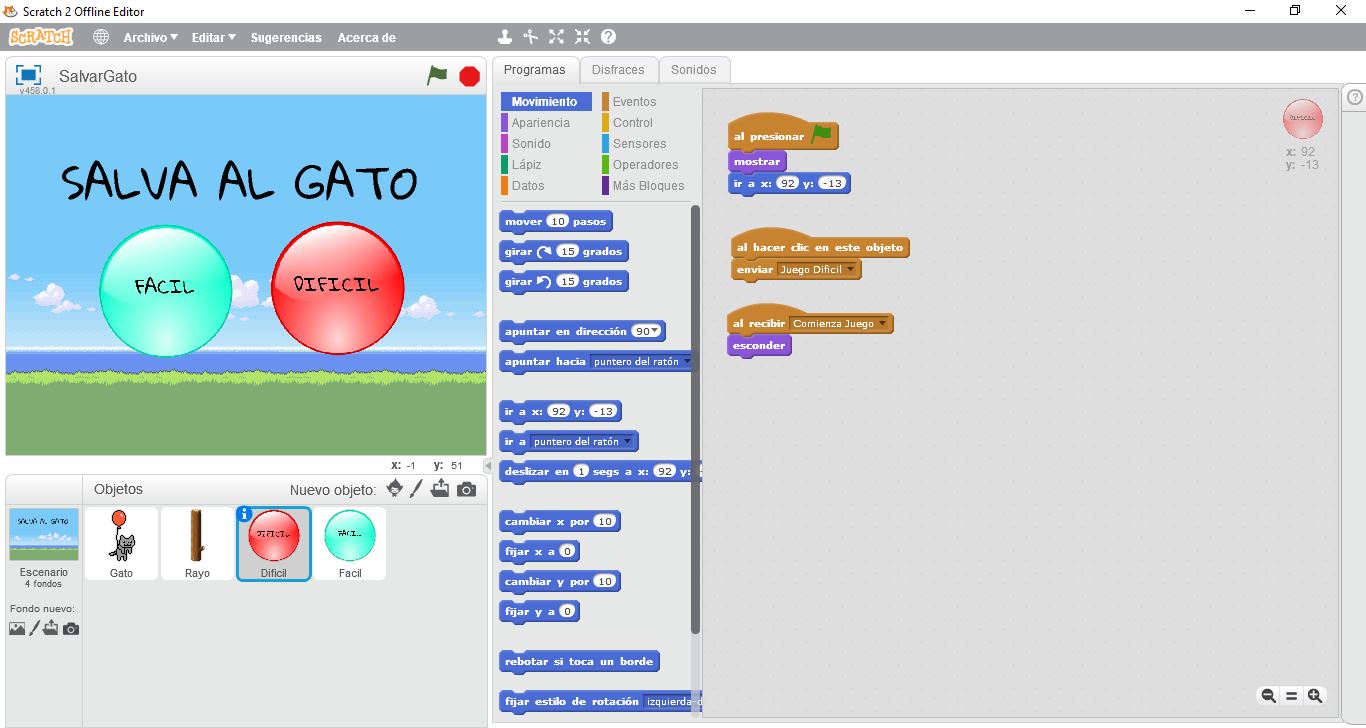 Scratch 2 Offline Editor
SCRATCH Archivo Editar Sugerencias Acerca de
SalvarGato
v458.0.1
SALVA AL GATO
FACIL DIFICIL
x: -1 y: 51
Objetos Nuevo objeto:
SALVA AL GATO
Escenario
4 fondos
Fondo nuevo:
Gato
Rayo
DIFICIL
Dificil
FACIL
Facil
Programas Disfraces Sonidos
Movimiento Eventos
Apariencia Control
Sonido Sensores
Lápiz Operadores
Datos Más Bloques
mover 10 pasos
girar 15 grados
girar 15 grados
apuntar en dirección 90
apuntar hacia puntero del ratón
ir a x: 92 y: -13
ir a puntero del ratón
deslizar en 1 segs a x: 92 y: -
cambiar x por 10
fijar x a 0
cambiar y por 10
fijar y a 0
rebotar si toca un borde
fijar estilo de rotación izquierda-d
al presionar
mostrar
ir a x: 92 y: -13
al hacer clic en este objeto
enviar Juego Dificil
al recibir Comienza Juego
esconder
DIFICIL
x: 92
y: -13